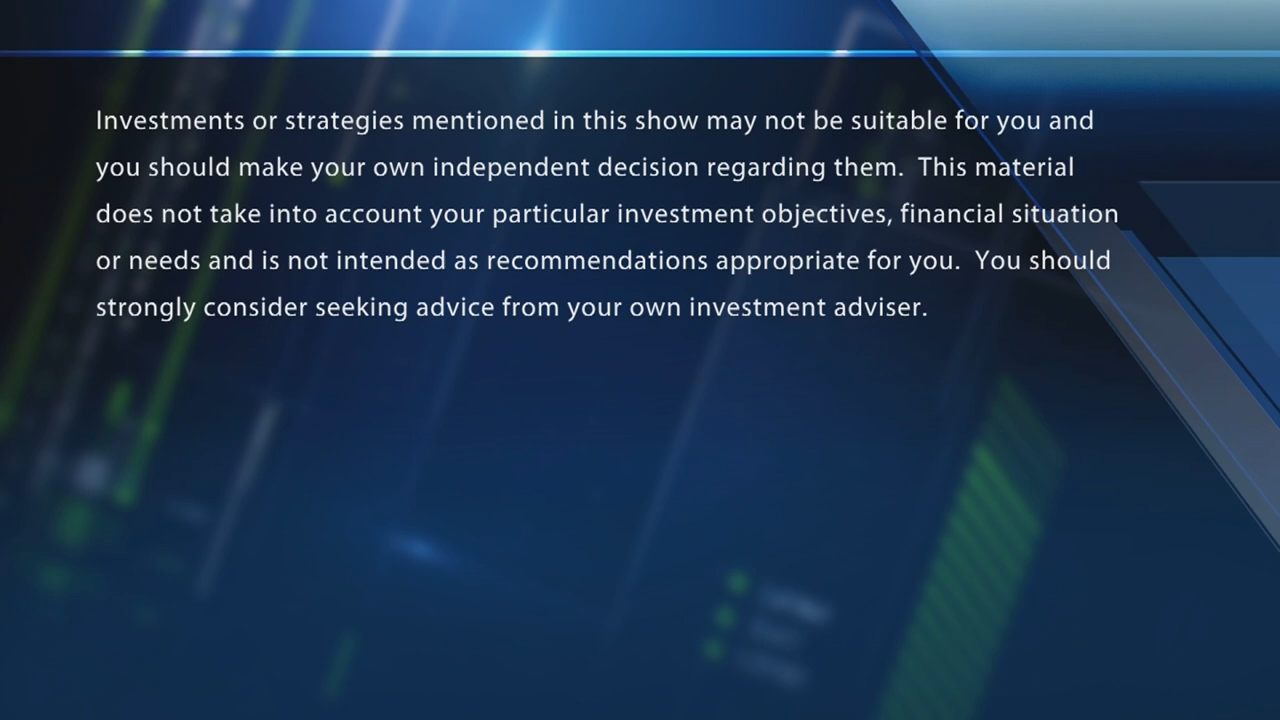 Investments or strategies mentioned in this show may not be suitable for you and
you should make your own independent decision regarding them.  This material
does not take into account your particular investment objectives, financial situation
or needs and is not intended as recommendations appropriate for you.  You should
strongly consider seeking advice from your own investment adviser.